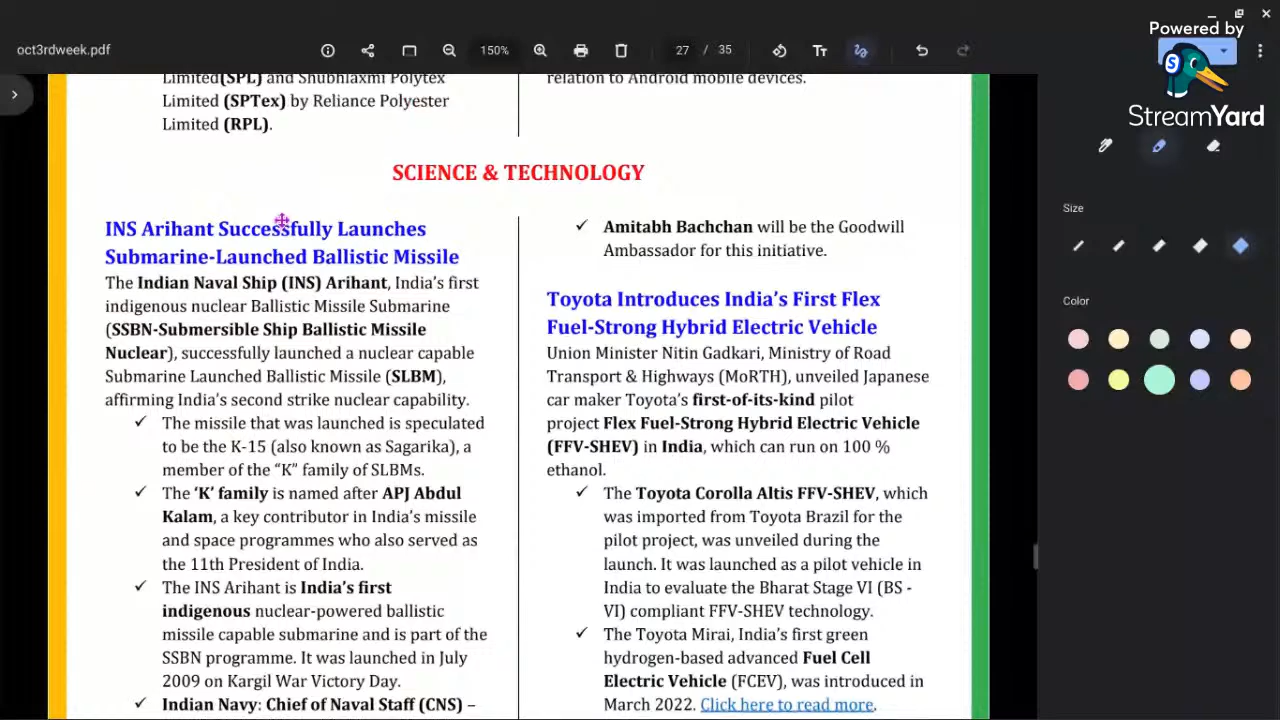 oct3rdweek.pdf
150%
27 / 35
Powered by
StreamYard
Limited(SPL) and Shubhlaxmi Polytex
Limited (SPTex) by Reliance Polyester
Limited (RPL).
relation to Android mobile devices.
SCIENCE & TECHNOLOGY
INS Arihant Successfully Launches
Submarine-Launched Ballistic Missile
The Indian Naval Ship (INS) Arihant, India’s first
indigenous nuclear Ballistic Missile Submarine
(SSBN-Submersible Ship Ballistic Missile
Nuclear), successfully launched a nuclear capable
Submarine Launched Ballistic Missile (SLBM),
affirming India’s second strike nuclear capability.
✓ The missile that was launched is speculated
to be the K-15 (also known as Sagarika), a
member of the “K” family of SLBMs.
✓ The ‘K’ family is named after APJ Abdul
Kalam, a key contributor in India’s missile
and space programmes who also served as
the 11th President of India.
✓ The INS Arihant is India’s first
indigenous nuclear-powered ballistic
missile capable submarine and is part of the
SSBN programme. It was launched in July
2009 on Kargil War Victory Day.
✓ Indian Navy: Chief of Naval Staff (CNS) –
✓ Amitabh Bachchan will be the Goodwill
Ambassador for this initiative.
Toyota Introduces India’s First Flex
Fuel-Strong Hybrid Electric Vehicle
Union Minister Nitin Gadkari, Ministry of Road
Transport & Highways (MoRTH), unveiled Japanese
car maker Toyota’s first-of-its-kind pilot
project Flex Fuel-Strong Hybrid Electric Vehicle
(FFV-SHEV) in India, which can run on 100 %
ethanol.
✓ The Toyota Corolla Altis FFV-SHEV, which
was imported from Toyota Brazil for the
pilot project, was unveiled during the
launch. It was launched as a pilot vehicle in
India to evaluate the Bharat Stage VI (BS -
VI) compliant FFV-SHEV technology.
✓ The Toyota Mirai, India’s first green
hydrogen-based advanced Fuel Cell
Electric Vehicle (FCEV), was introduced in
March 2022. Click here to read more.
Size
Color